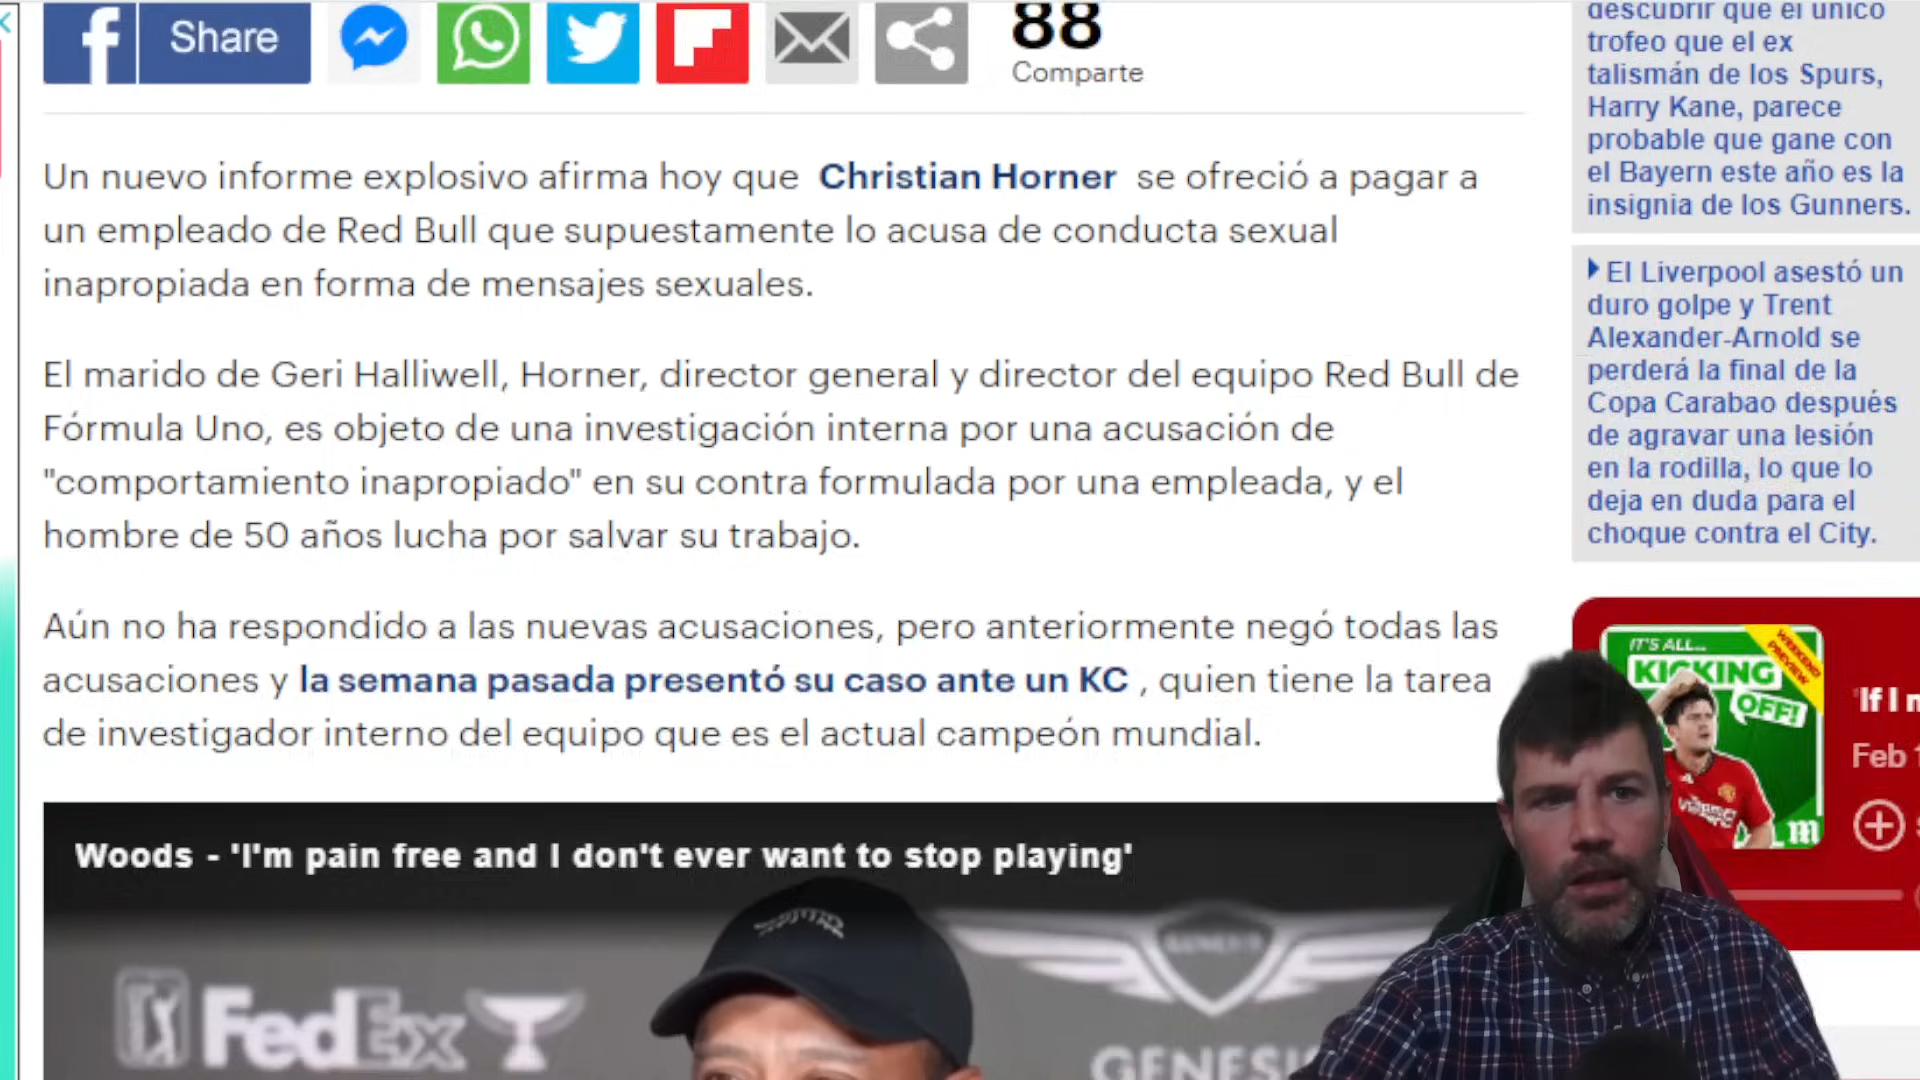 Share
88
Comparte
Un nuevo informe explosivo afirma hoy que Christian Horner se ofreció a pagar a
un empleado de Red Bull que supuestamente lo acusa de conducta sexual
inapropiada en forma de mensajes sexuales.
El marido de Geri Halliwell, Horner, director general y director del equipo Red Bull de
Fórmula Uno, es objeto de una investigación interna por una acusación de
"comportamiento inapropiado" en su contra formulada por una empleada, y el
hombre de 50 años lucha por salvar su trabajo.
Aún no ha respondido a las nuevas acusaciones, pero anteriormente negó todas las
acusaciones y la semana pasada presentó su caso ante un KC , quien tiene la tarea
de investigador interno del equipo que es el actual campeón mundial.
Woods - 'I'm pain free and I don't ever want to stop playing'
FedEx
GENESIS
descubrir que el único
trofeo que el ex
talismán de los Spurs,
Harry Kane, parece
probable que gane con
el Bayern este año es la
insignia de los Gunners.
El Liverpool asestó un
duro golpe y Trent
Alexander-Arnold se
perderá la final de la
Copa Carabao después
de agravar una lesión
en la rodilla, lo que lo
deja en duda para el
choque contra el City.
IT'S ALL...
KICKING
OFF!
WEEKEND
PREVIEW
'If I
Feb